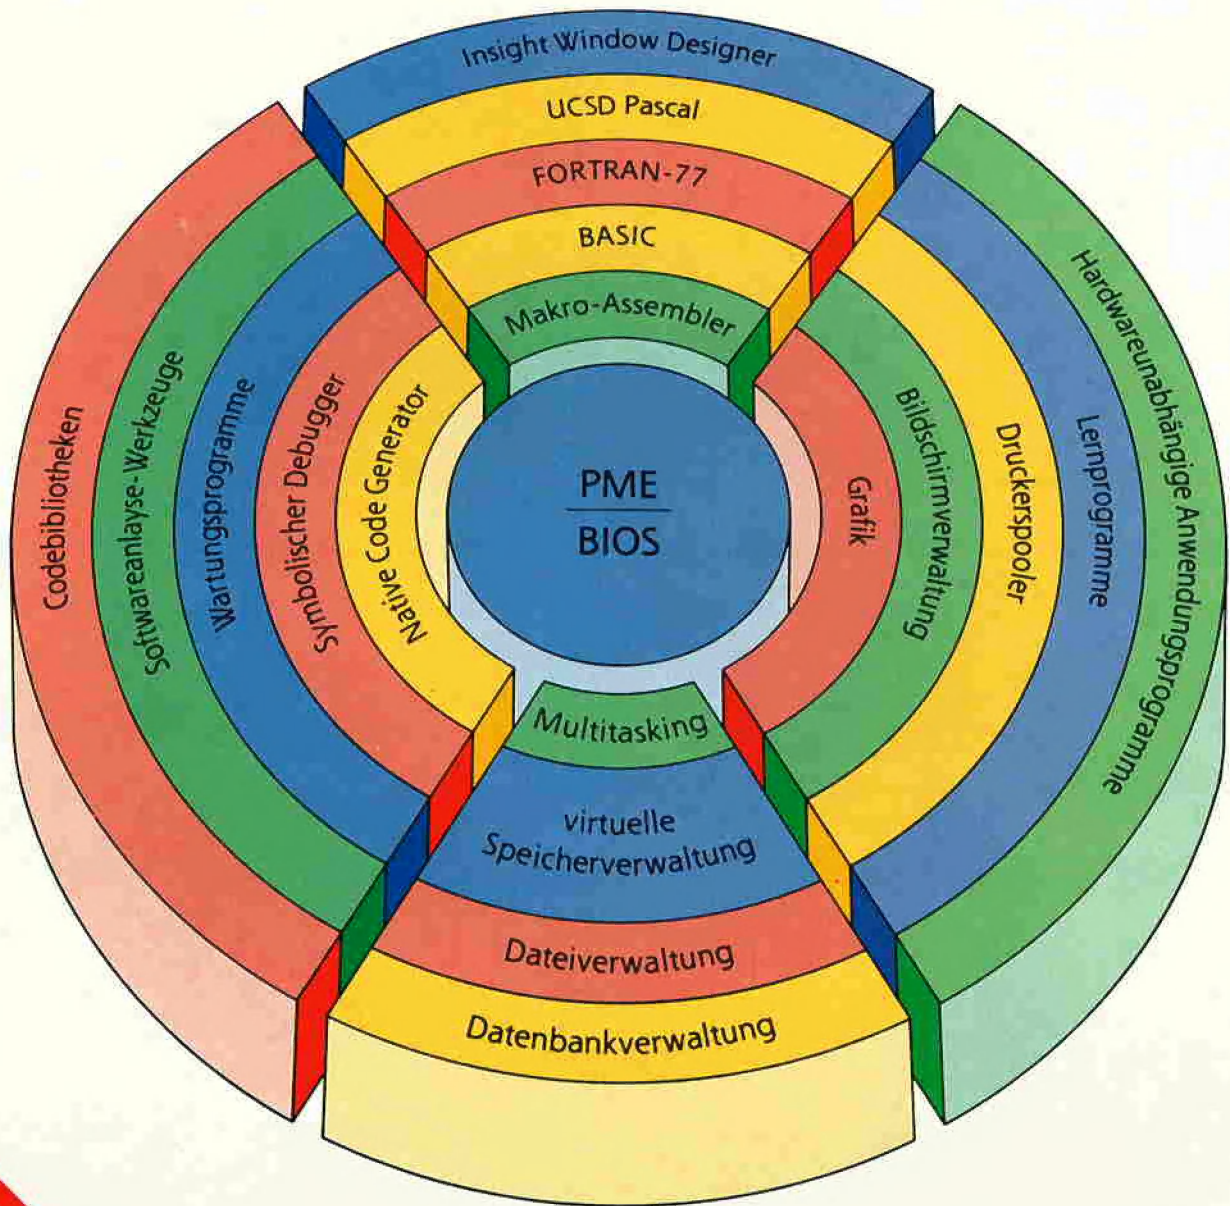 Insight Window Designer
UCSD Pascal
FORTRAN-77
BASIC
Makro-Assembler
Codebibliotheken
Softwareanlayse-Werkzeuge
Wartungsprogramme
Symbolischer Debugger
Native Code Generator
PME
BIOS
Grafik
Bildschirmverwaltung
Druckerspooler
Lernprogramme
Hardwareunabhängige Anwendungsprogramme
Multitasking
virtuelle
Speicherverwaltung
Dateiverwaltung
Datenbankverwaltung